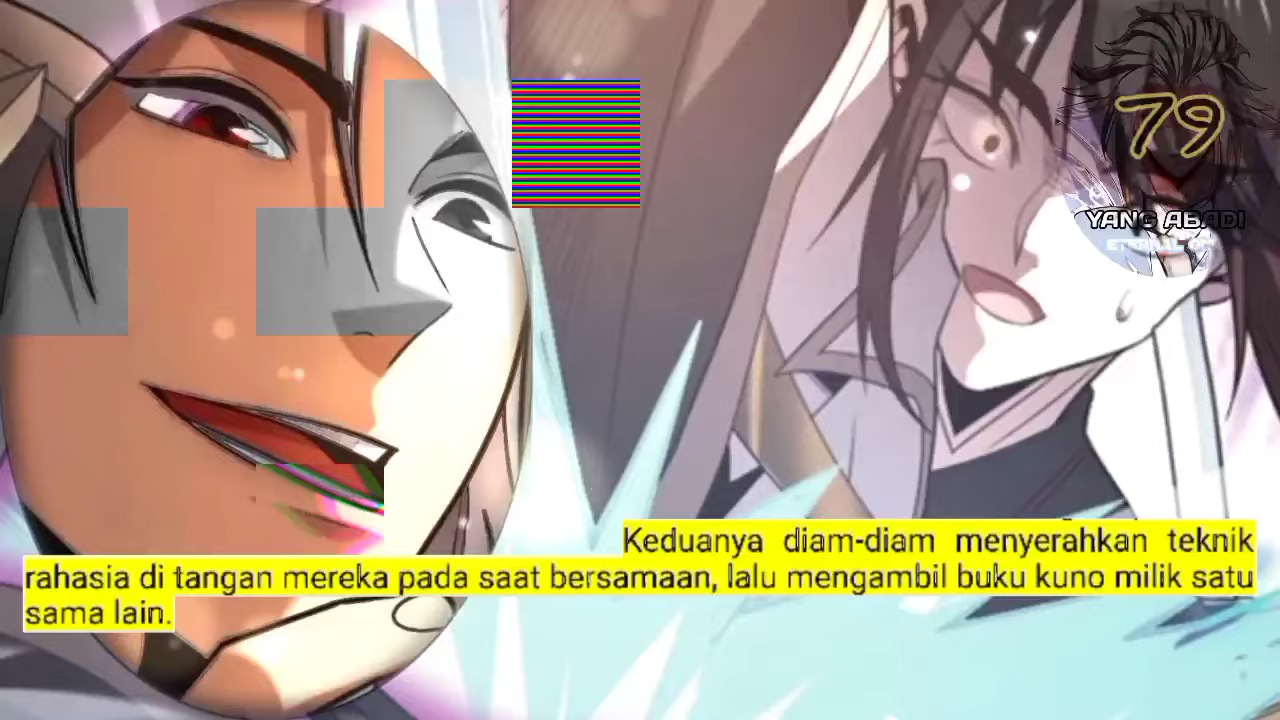 79
YANG ABADI
ETERNAL
Keduanya diam-diam menyerahkan teknik
rahasia di tangan mereka pada saat bersamaan, lalu mengambil buku kuno milik satu
sama lain.